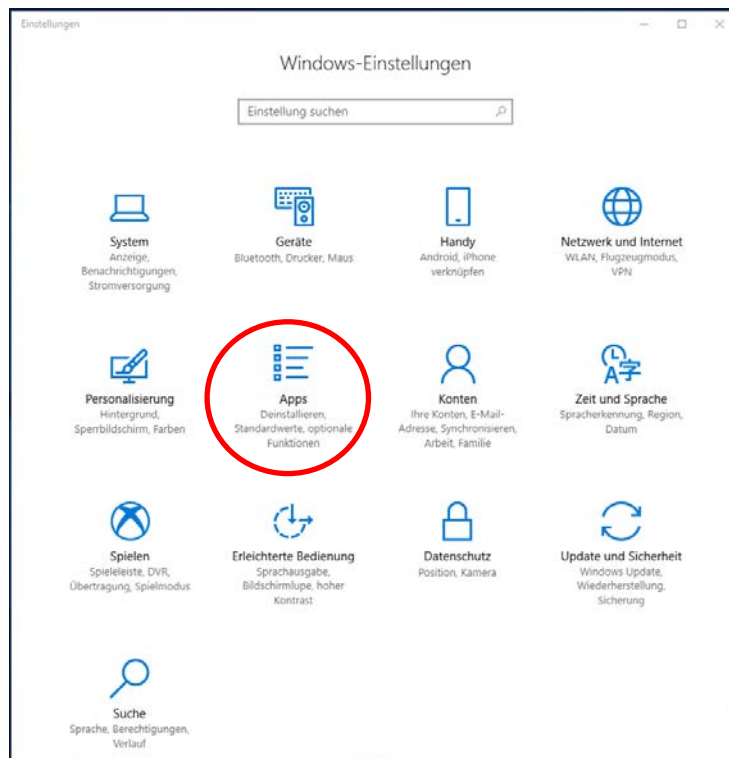 Einstellungen
Windows-Einstellungen
Einstellung suchen
System
Anzeige,
Benachrichtigungen,
Stromversorgung
Geräte
Bluetooth, Drucker, Maus
Handy
Android, iPhone
verknüpfen
Netzwerk und Internet
WLAN, Flugzeugmodus,
VPN
Personalisierung
Hintergrund,
Sperrbildschirm, Farben
Apps
Deinstallieren,
Standardwerte, optionale
Funktionen
Konten
Ihre Konten, E-Mail-
Adresse, Synchronisieren,
Arbeit, Familie
A字
Zeit und Sprache
Spracherkennung, Region,
Datum
Spielen
Spieleleiste, DVR,
Übertragung, Spielmodus
Erleichterte Bedienung
Sprachausgabe,
Bildschirmlupe, hoher
Kontrast
Datenschutz
Position, Kamera
Update und Sicherheit
Windows Update,
Wiederherstellung,
Sicherung
Suche
Sprache, Berechtigungen,
Verlauf